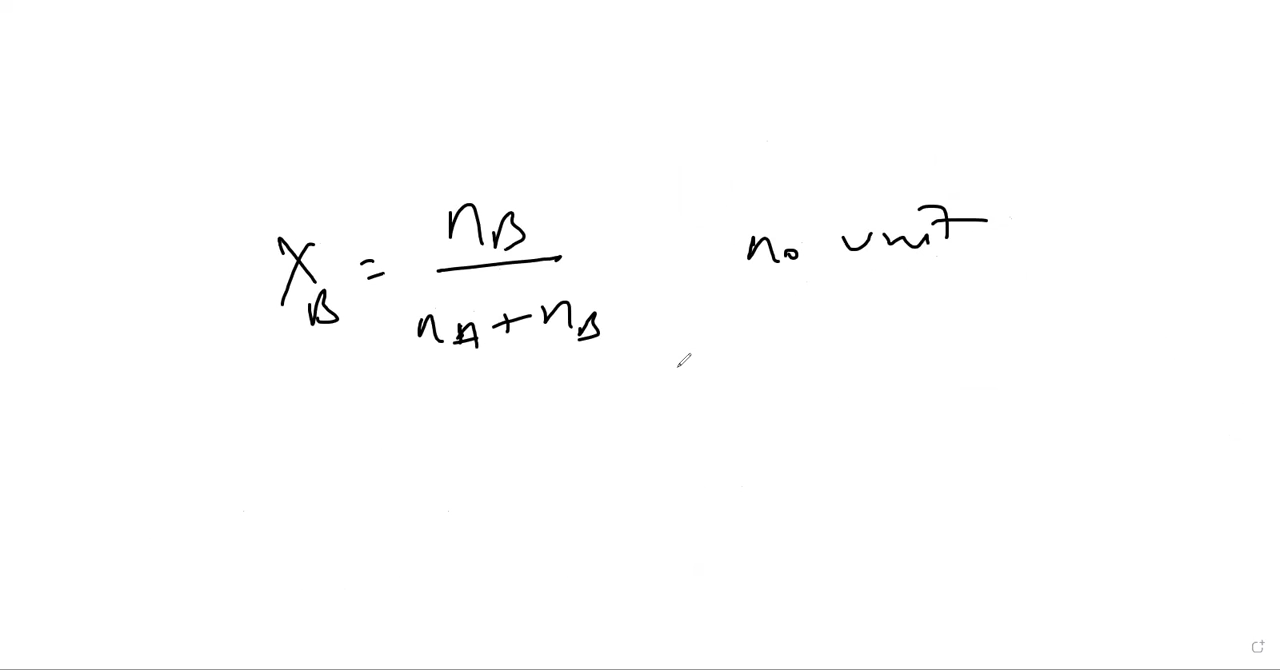 X_B = n_B / (n_A + n_B) no unit